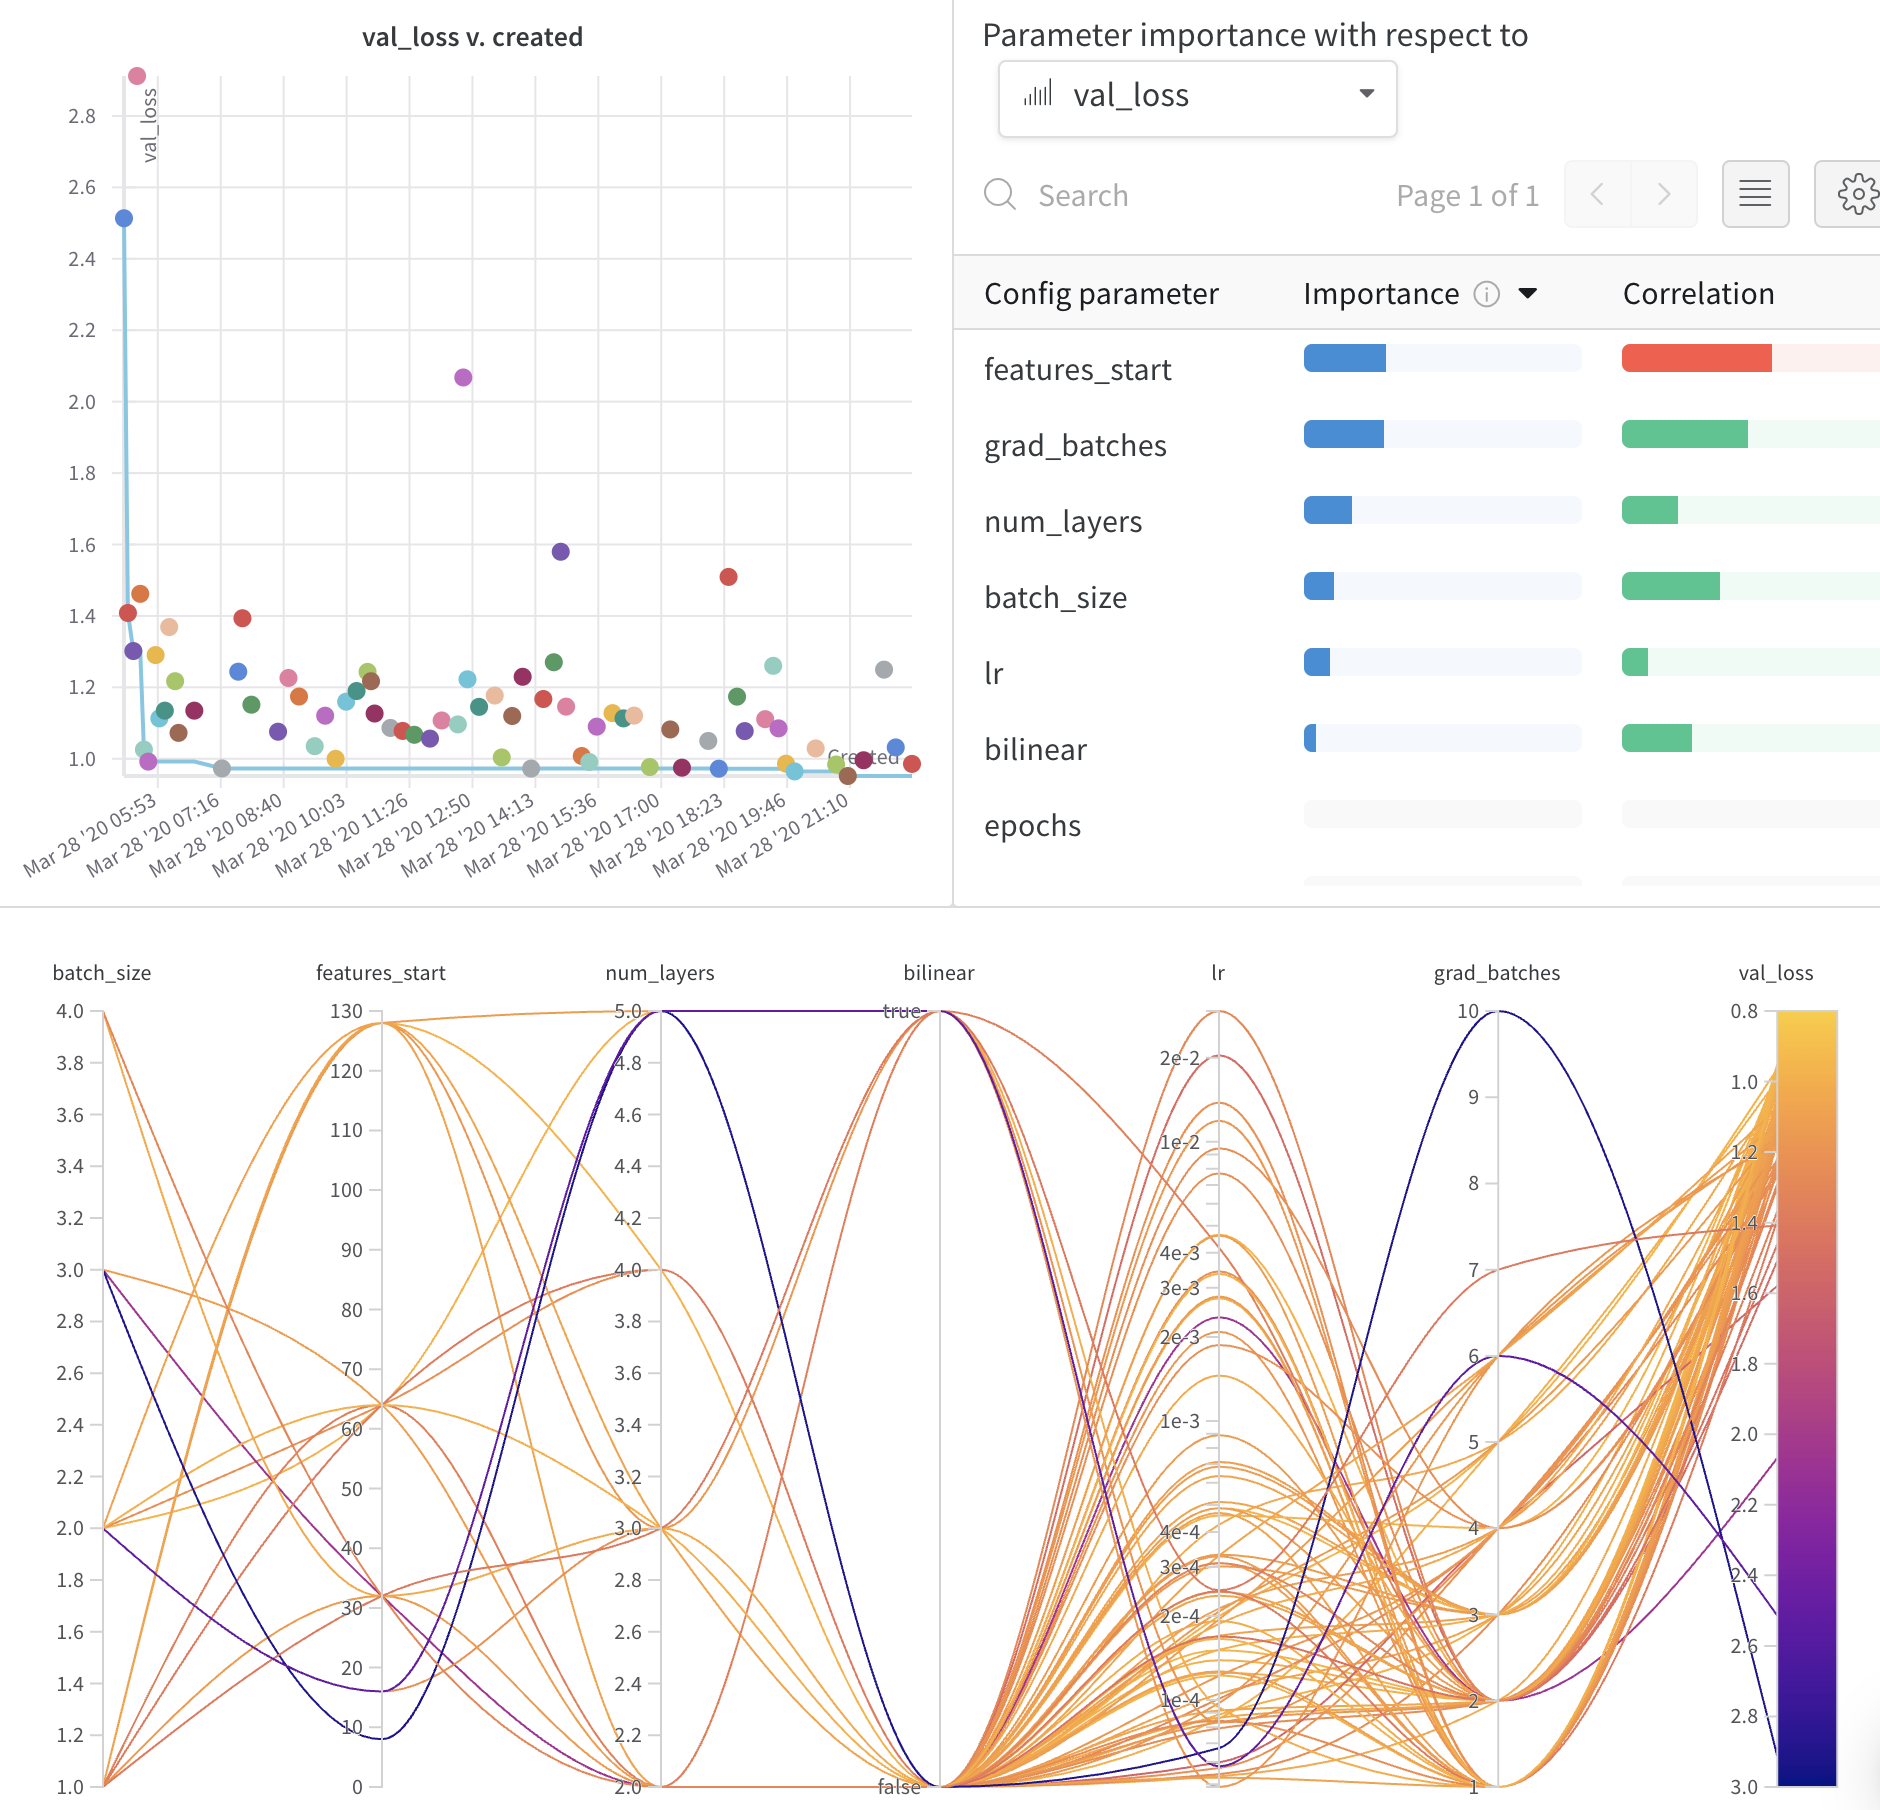 val_loss v. created
2.8
2.6
2.4
2.2
2.0
1.8
1.6
1.4
1.2
1.0
val_loss
Created
Mar 28 '20 05:53
Mar 28 '20 07:16
Mar 28 '20 08:40
Mar 28 '20 10:03
Mar 28 '20 11:26
Mar 28 '20 12:50
Mar 28 '20 14:13
Mar 28 '20 15:36
Mar 28 '20 17:00
Mar 28 '20 18:23
Mar 28 '20 19:46
Mar 28 '20 21:10
Parameter importance with respect to
val_loss
Search Page 1 of 1
Config parameter Importance Correlation
features_start
grad_batches
num_layers
batch_size
lr
bilinear
epochs
batch_size
4.0
3.8
3.6
3.4
3.2
3.0
2.8
2.6
2.4
2.2
2.0
1.8
1.6
1.4
1.2
1.0
features_start
130
120
110
100
90
80
70
60
50
40
30
20
10
0
num_layers
5.0
4.8
4.6
4.4
4.2
4.0
3.8
3.6
3.4
3.2
3.0
2.8
2.6
2.4
2.2
2.0
bilinear
true
false
lr
2e-2
1e-2
4e-3
3e-3
2e-3
1e-3
4e-4
3e-4
2e-4
1e-4
grad_batches
10
9
8
7
6
5
4
3
2
1
val_loss
0.8
1.0
1.2
1.4
1.6
1.8
2.0
2.2
2.4
2.6
2.8
3.0